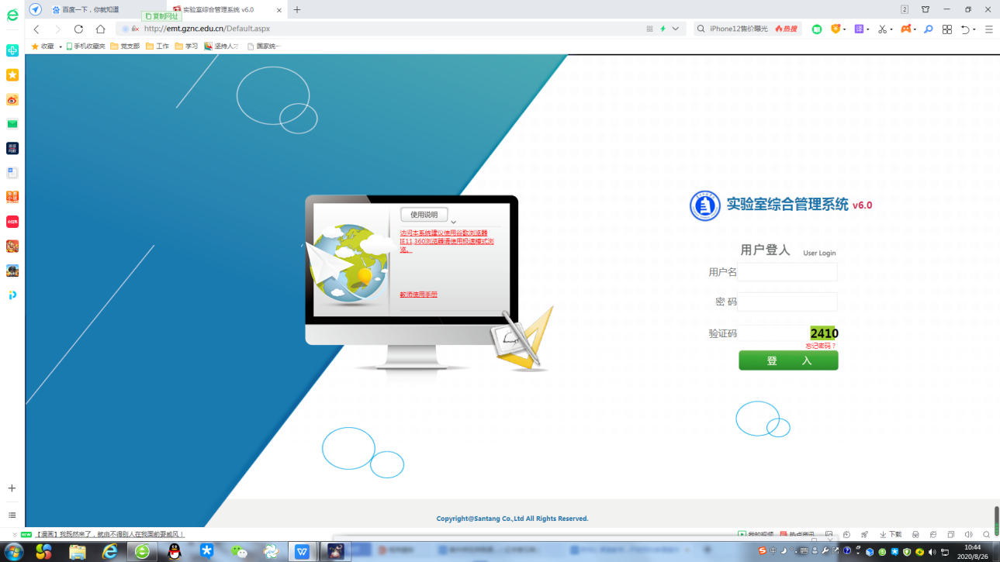 百度一下，你就知道
复制网址
实验室综合管理系统 v6.0
2
http://emt.gznc.edu.cn/Default.aspx
iPhone12售价曝光
热搜
译
收藏
手机收藏夹
党支部
工作
学习
坚持人才
国家统一
实验室综合管理系统 v6.0
使用说明
访问本系统建议使用谷歌浏览器
IE11,360浏览器请使用极速模式浏
览。
教师使用手册
用户登入
User Login
用户名
密 码
验证码
2410
忘记密码？
登 入
Copyright@Santang Co.,Ltd All Rights Reserved.
NEW
【漫画】我既然来了，就由不得别人在我面前耍威风！
我的视频
热点资讯
下载
中
10:44
2020/8/26